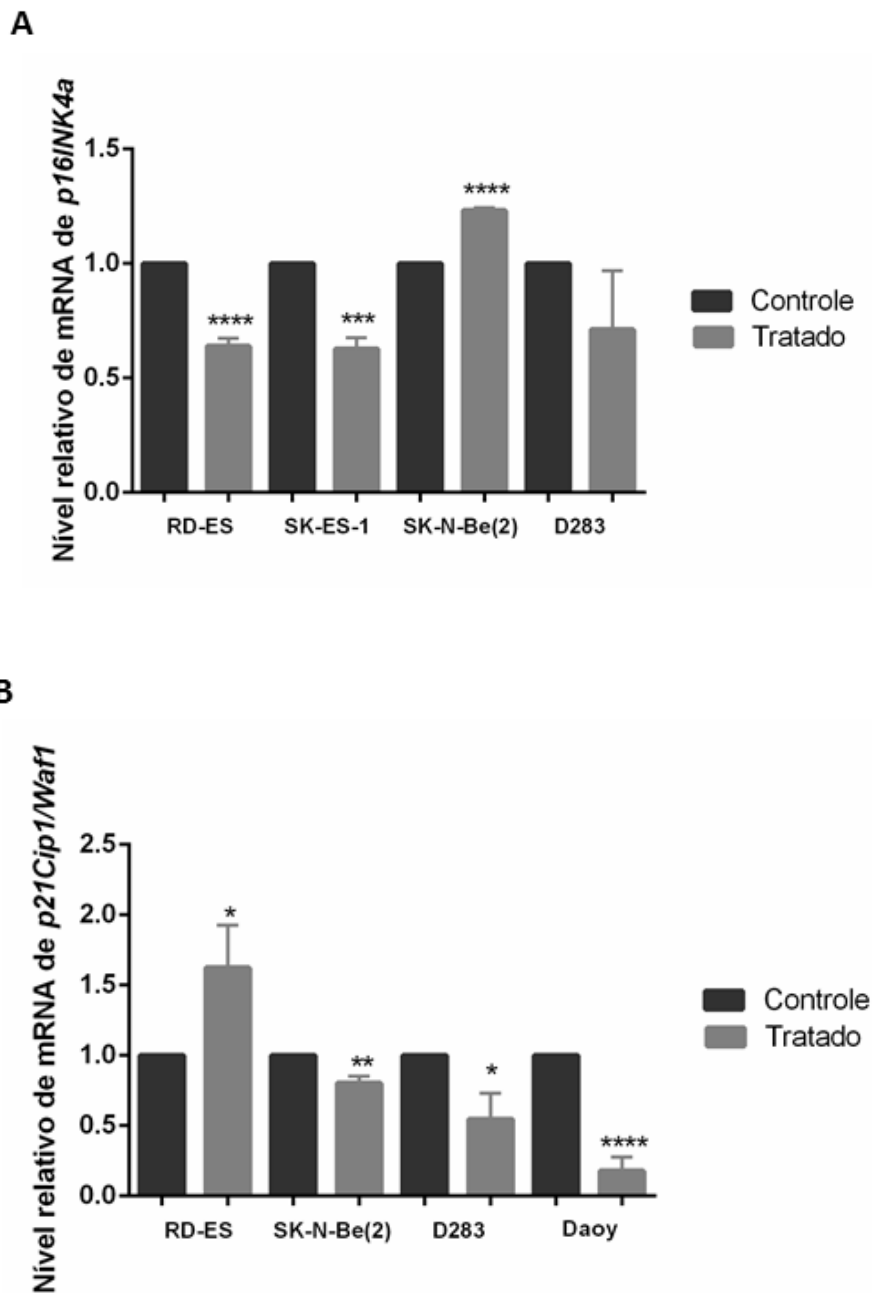 A
Nível relativo de mRNA de p16INK4a
1.5
1.0
0.5
0.0
****
***
****
RD-ES
SK-ES-1
SK-N-Be(2)
D283
Controle
Tratado
B
Nível relativo de mRNA de p21Cip1/Waf1
2.5
2.0
1.5
1.0
0.5
0.0
*
**
*
****
RD-ES
SK-N-Be(2)
D283
Daoy
Controle
Tratado